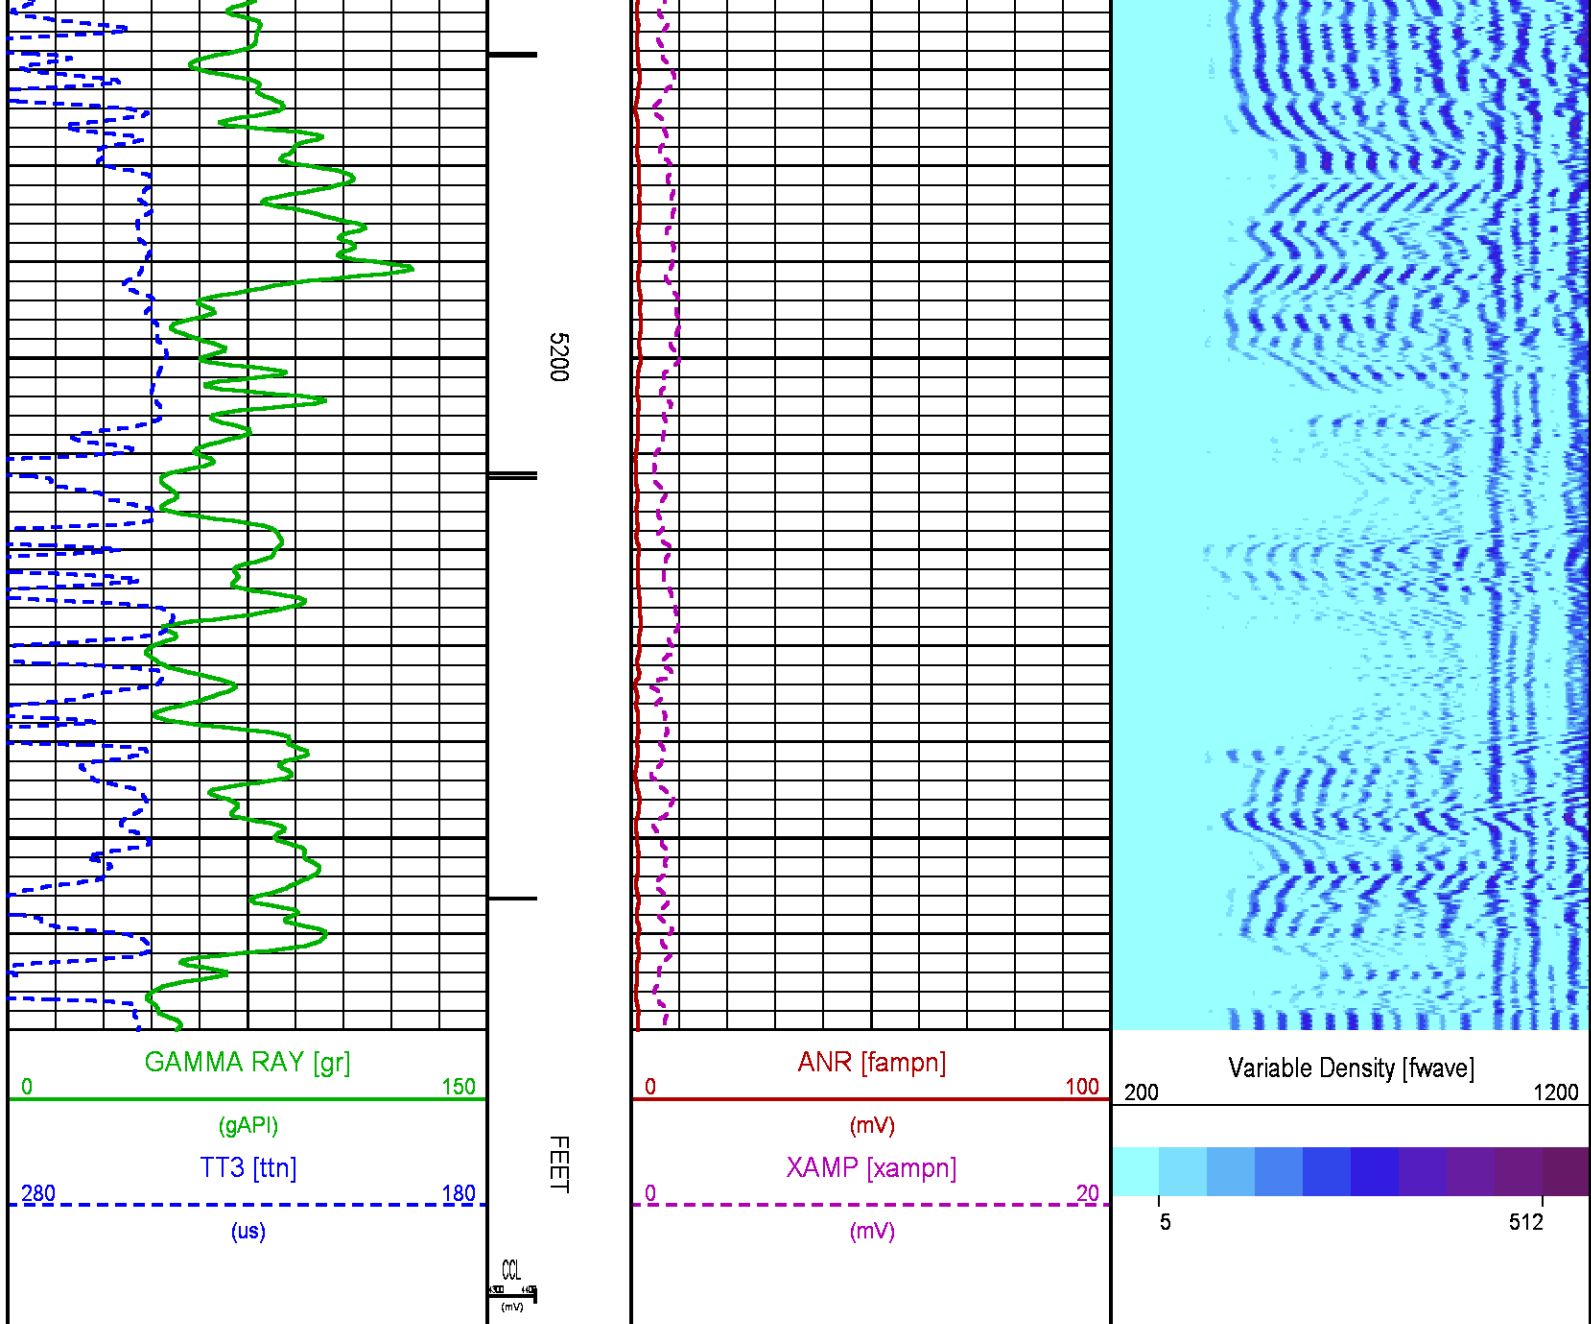 5200
GAMMA RAY [gr]
0 150
(gAPI)
TT3 [ttn]
280 180
(us)
FEET
CCL
(mV)
ANR [fampn]
0 100
(mV)
XAMP [xampn]
0 20
(mV)
Variable Density [fwave]
200 1200
5 512